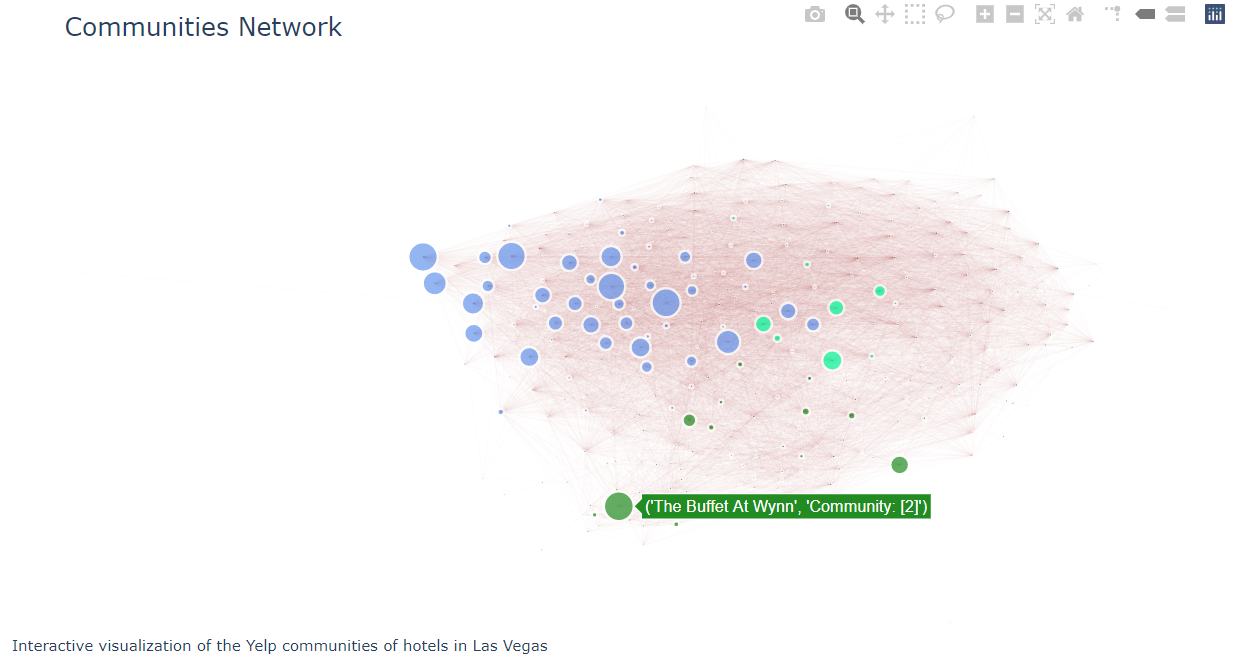 Communities Network
('The Buffet At Wynn', 'Community: [2]')
Interactive visualization of the Yelp communities of hotels in Las Vegas